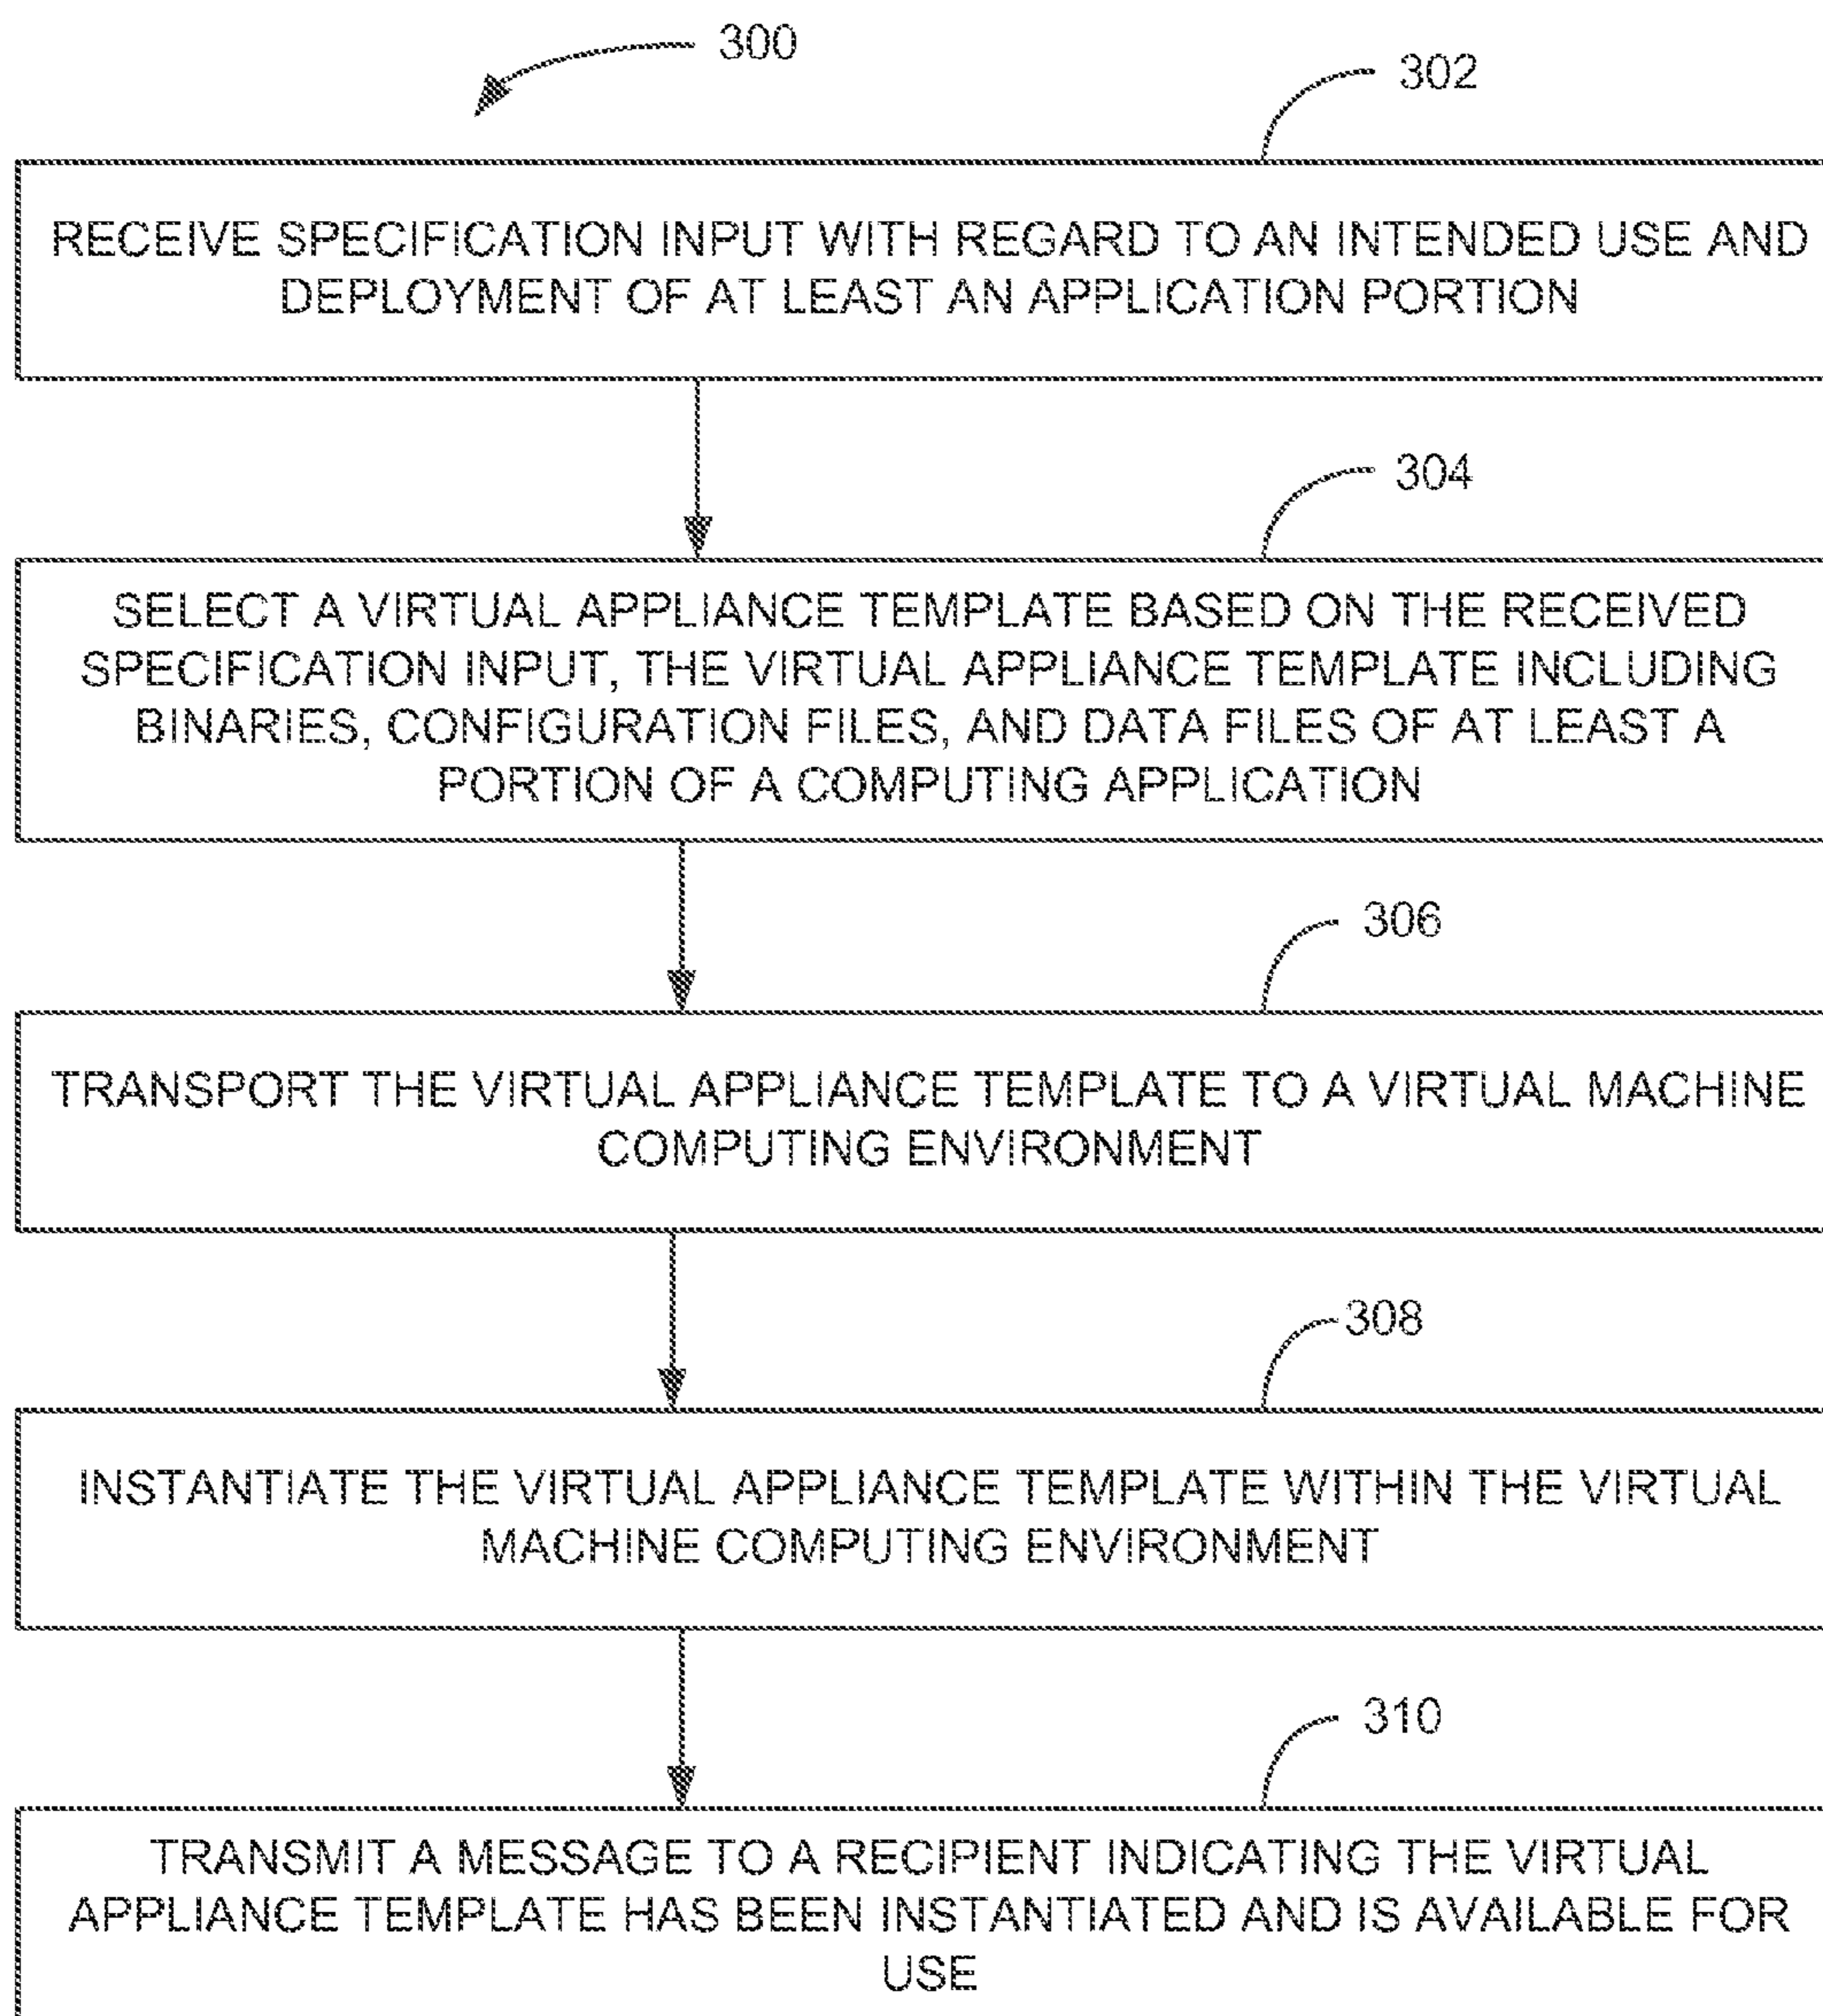 300
302
RECEIVE SPECIFICATION INPUT WITH REGARD TO AN INTENDED USE AND
DEPLOYMENT OF AT LEAST AN APPLICATION PORTION
304
SELECT A VIRTUAL APPLIANCE TEMPLATE BASED ON THE RECEIVED
SPECIFICATION INPUT, THE VIRTUAL APPLIANCE TEMPLATE INCLUDING
BINARIES, CONFIGURATION FILES, AND DATA FILES OF AT LEAST A
PORTION OF A COMPUTING APPLICATION
306
TRANSPORT THE VIRTUAL APPLIANCE TEMPLATE TO A VIRTUAL MACHINE
COMPUTING ENVIRONMENT
308
INSTANTIATE THE VIRTUAL APPLIANCE TEMPLATE WITHIN THE VIRTUAL
MACHINE COMPUTING ENVIRONMENT
310
TRANSMIT A MESSAGE TO A RECIPIENT INDICATING THE VIRTUAL
APPLIANCE TEMPLATE HAS BEEN INSTANTIATED AND IS AVAILABLE FOR
USE